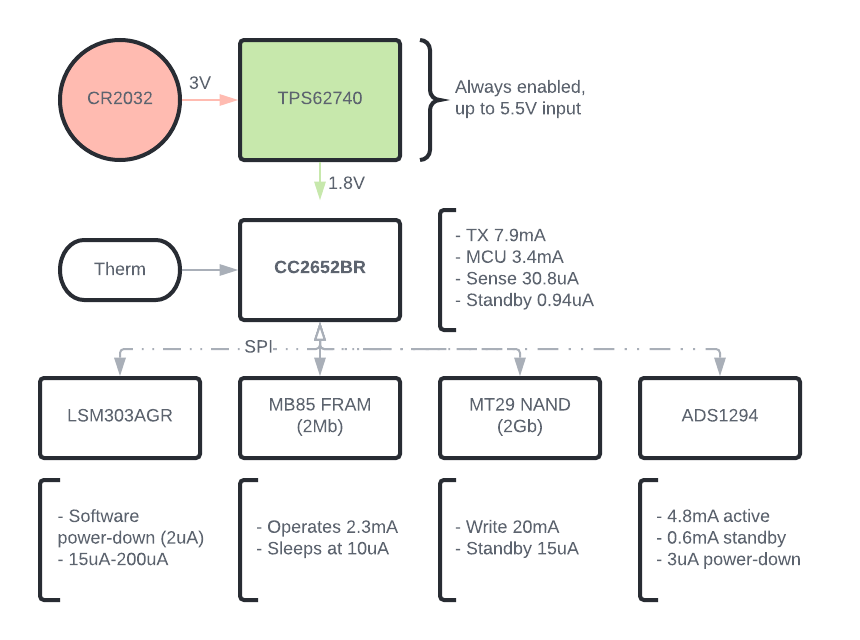 CR2032
3V
TPS62740
Always enabled,
up to 5.5V input
1.8V
Therm
CC2652BR
- TX 7.9mA
- MCU 3.4mA
- Sense 30.8uA
- Standby 0.94uA
SPI
LSM303AGR
MB85 FRAM
(2Mb)
MT29 NAND
(2Gb)
ADS1294
- Software
power-down (2uA)
- 15uA-200uA
- Operates 2.3mA
- Sleeps at 10uA
- Write 20mA
- Standby 15uA
- 4.8mA active
- 0.6mA standby
- 3uA power-down